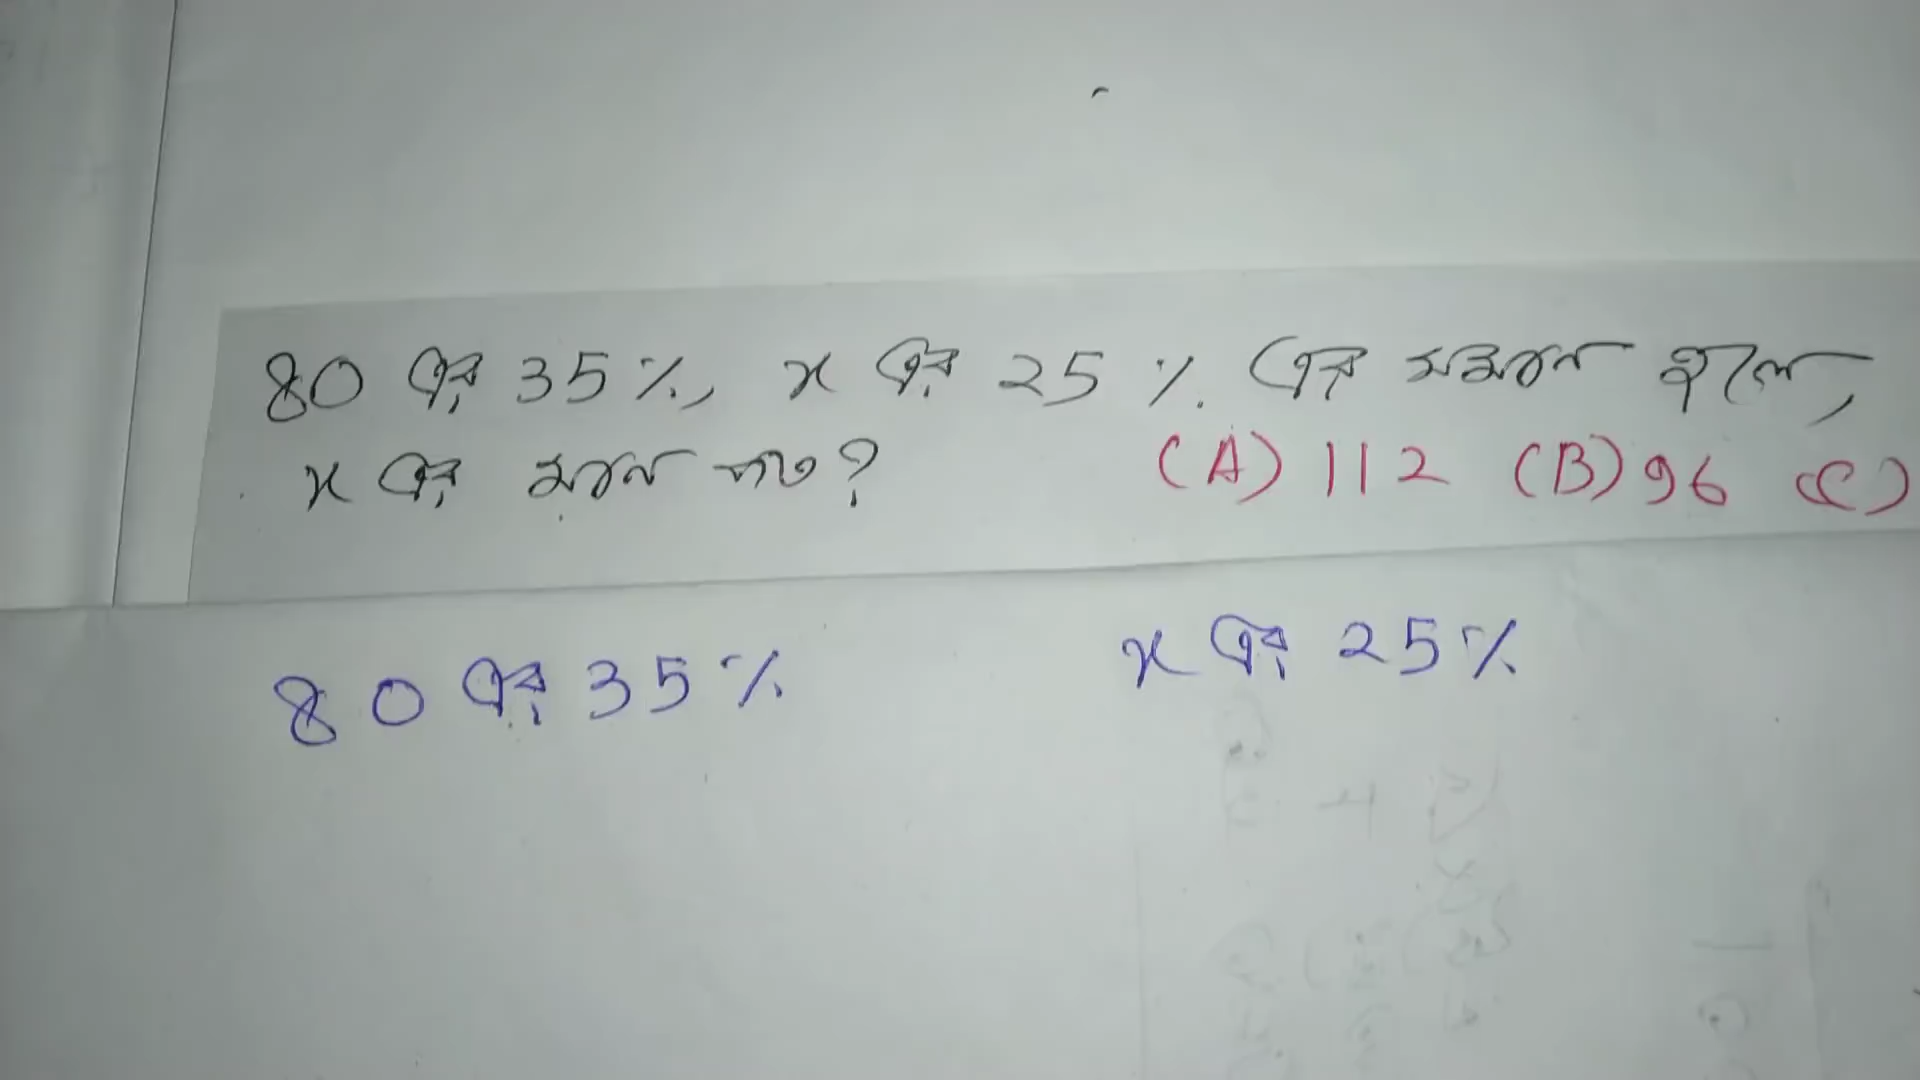 80 এর 35%, x এর 25 % এর সমান হলে,
x এর মান কত? (A) 112 (B) 96 (C)
80 এর 35% x এর 25%